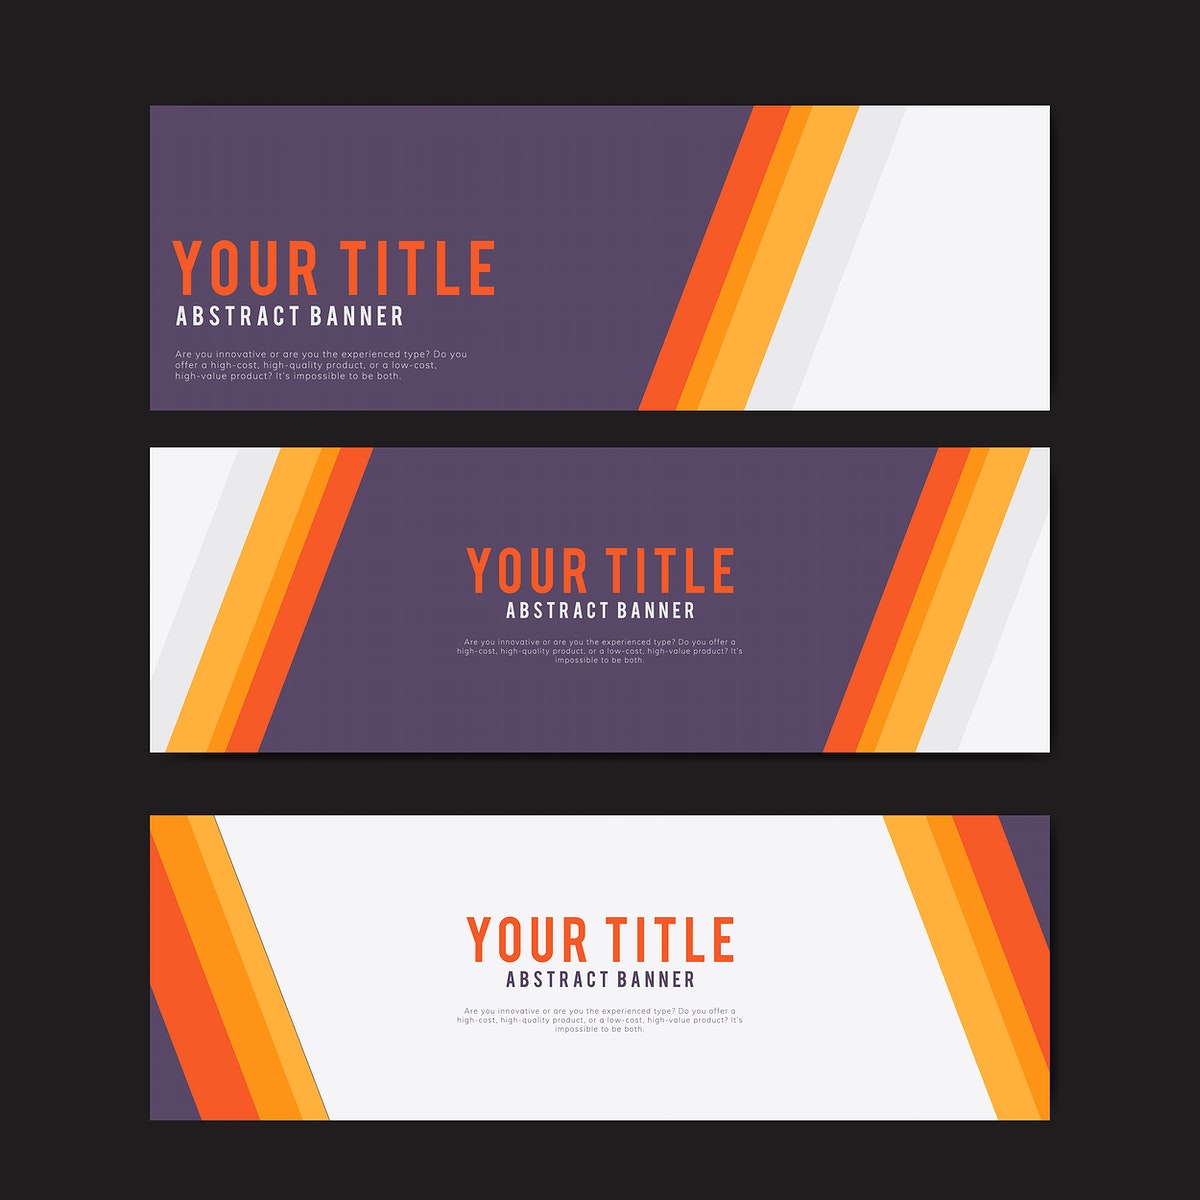 YOUR TITLE
ABSTRACT BANNER
Are you innovative or are you the experienced type? Do you
offer a high-cost, high-quality product, or a low-cost,
high-value product? It's impossible to be both.
YOUR TITLE
ABSTRACT BANNER
Are you innovative or are you the experienced type? Do you offer a
high-cost, high-quality product, or a low-cost, high-value product? It's
impossible to be both.
YOUR TITLE
ABSTRACT BANNER
Are you innovative or are you the experienced type? Do you offer a
high-cost, high-quality product, or a low-cost, high-value product? It's
impossible to be both.